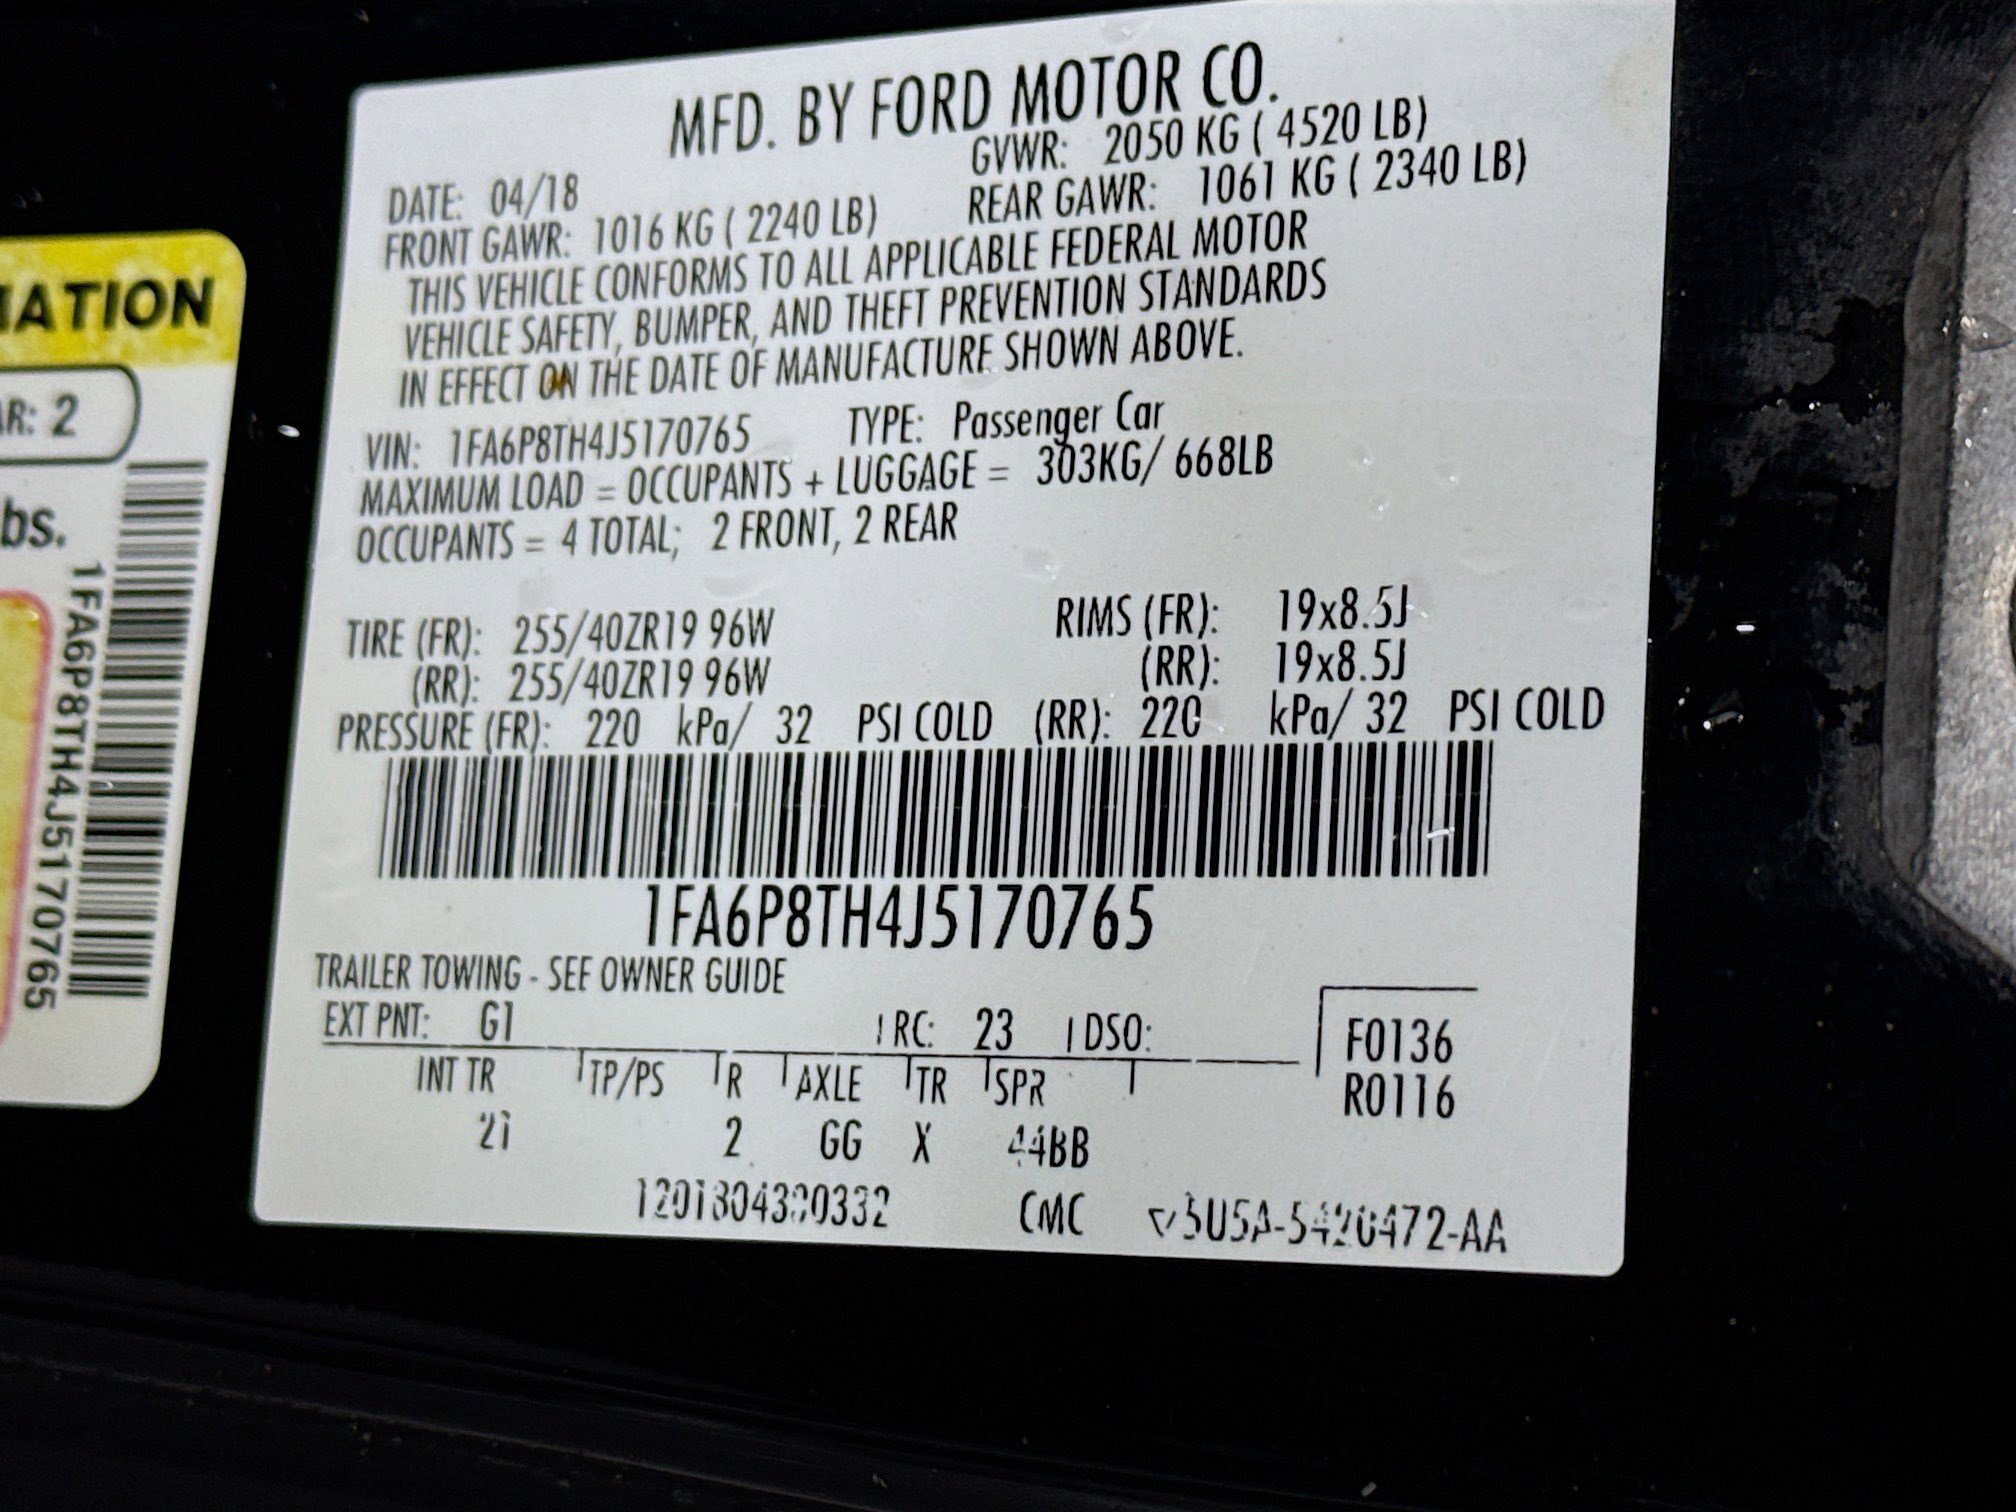 MFD. BY FORD MOTOR CO.
DATE: 04/18 GVWR: 2050 KG ( 4520 LB)
FRONT GAWR: 1016 KG ( 2240 LB) REAR GAWR: 1061 KG ( 2340 LB)
THIS VEHICLE CONFORMS TO ALL APPLICABLE FEDERAL MOTOR
VEHICLE SAFETY, BUMPER, AND THEFT PREVENTION STANDARDS
IN EFFECT ON THE DATE OF MANUFACTURE SHOWN ABOVE.
VIN: 1FA6P8TH4J5170765 TYPE: Passenger Car
MAXIMUM LOAD = OCCUPANTS + LUGGAGE = 303KG/ 668LB
OCCUPANTS = 4 TOTAL; 2 FRONT, 2 REAR
TIRE (FR): 255/40ZR19 96W RIMS (FR): 19x8.5J
(RR): 255/40ZR19 96W (RR): 19x8.5J
PRESSURE (FR): 220 kPa/ 32 PSI COLD (RR): 220 kPa/ 32 PSI COLD
1FA6P8TH4J5170765
TRAILER TOWING - SEE OWNER GUIDE
EXT PNT: G1 RC: 23 DSO:
F0136
R0116
INT TR TP/PS R AXLE TR SPR
21 2 GG X 44BB
CMC
MATION
AR: 2
bs.
1FA6P8TH4J5170765